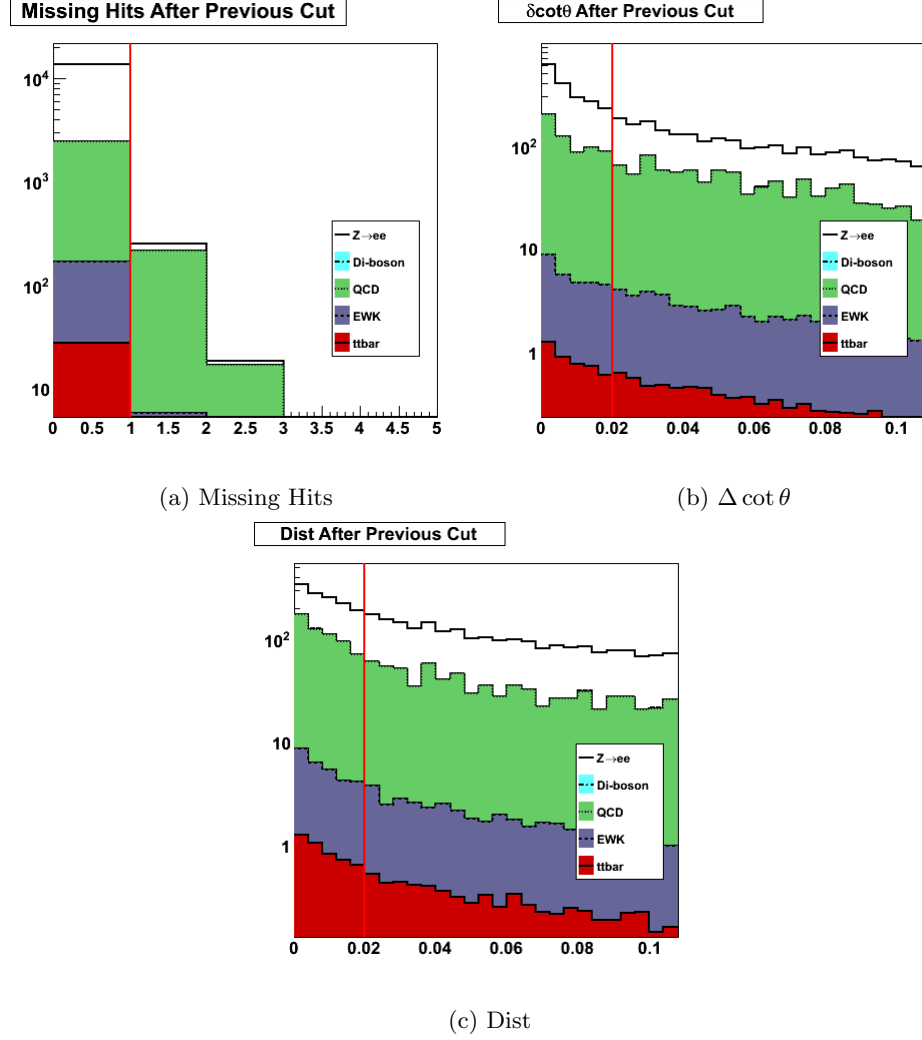 Missing Hits After Previous Cut
10⁴
10³
10²
10
0 0.5 1 1.5 2 2.5 3 3.5 4 4.5 5
Z→ee
Di-boson
QCD
EWK
ttbar
(a) Missing Hits
δcotθ After Previous Cut
10²
10
1
0 0.02 0.04 0.06 0.08 0.1
Z→ee
Di-boson
QCD
EWK
ttbar
(b) Δ cot θ
Dist After Previous Cut
10²
10
1
0 0.02 0.04 0.06 0.08 0.1
Z→ee
Di-boson
QCD
EWK
ttbar
(c) Dist